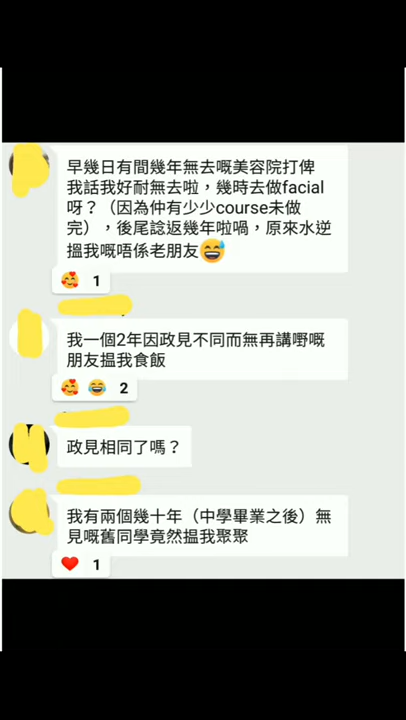 早幾日有間幾年無去嘅美容院打俾
我話我好耐無去啦，幾時去做facial
呀？（因為仲有少少course未做
完），後尾諗返幾年啦喎，原來水逆
搵我嘅唔係老朋友😅
🥰 1
我一個2年因政見不同而無再講嘢嘅
朋友搵我食飯
🥰 😂 2
政見相同了嗎？
我有兩個幾十年（中學畢業之後）無
見嘅舊同學竟然搵我聚聚
❤️ 1